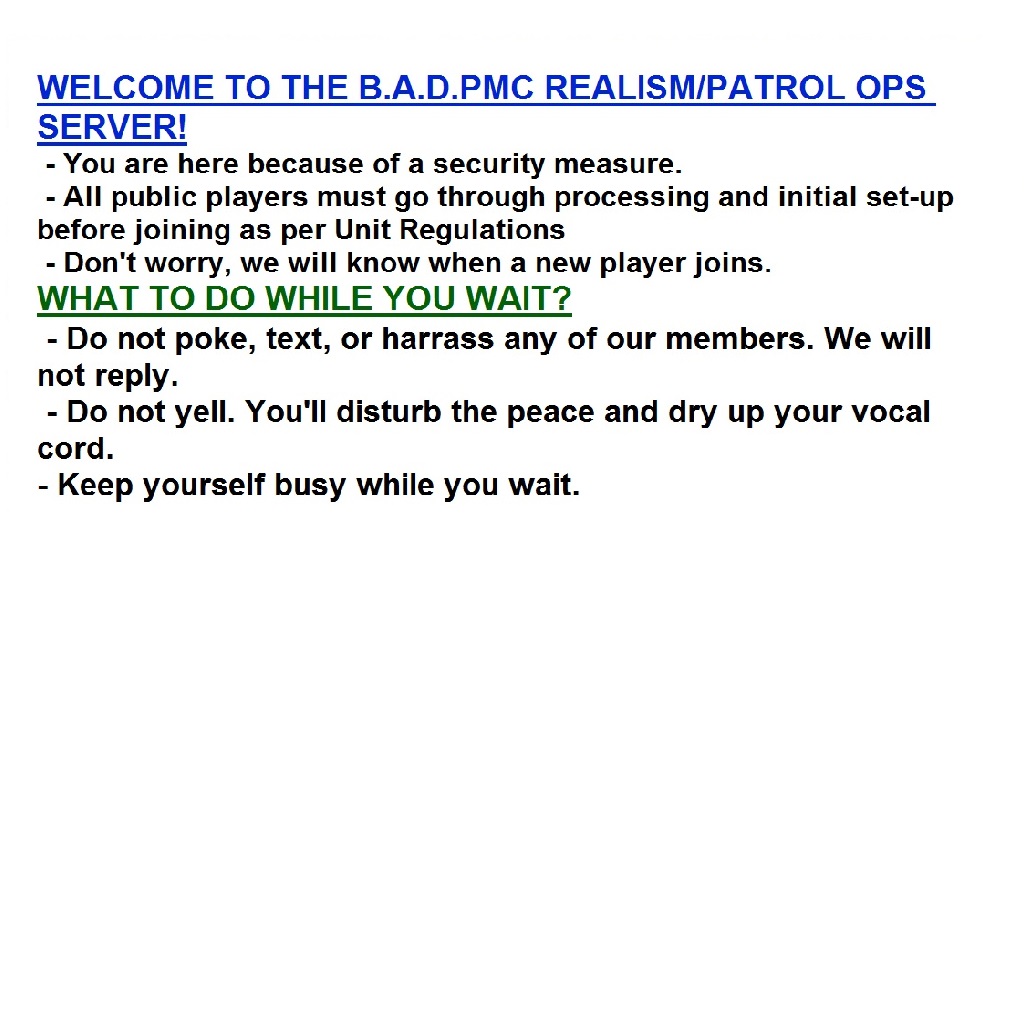 WELCOME TO THE B.A.D.PMC REALISM/PATROL OPS
SERVER!
- You are here because of a security measure.
- All public players must go through processing and initial set-up
before joining as per Unit Regulations
- Don't worry, we will know when a new player joins.
WHAT TO DO WHILE YOU WAIT?
- Do not poke, text, or harrass any of our members. We will
not reply.
- Do not yell. You'll disturb the peace and dry up your vocal
cord.
- Keep yourself busy while you wait.